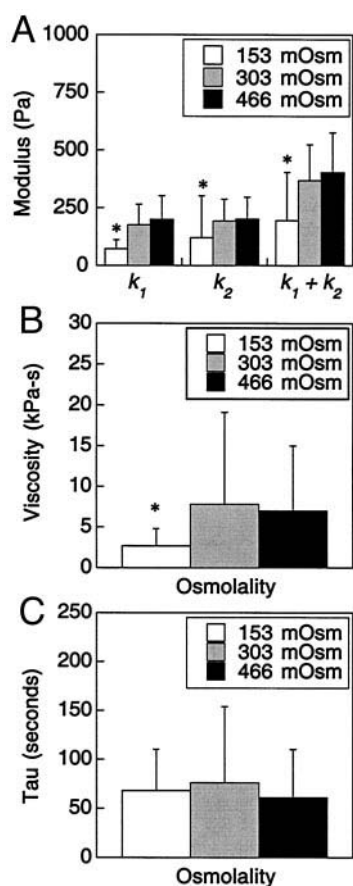 A
1000
750
500
250
0
Modulus (Pa)
153 mOsm
303 mOsm
466 mOsm
*
*
*
k1
k2
k1 + k2
B
30
25
20
15
10
5
0
Viscosity (kPa-s)
153 mOsm
303 mOsm
466 mOsm
*
Osmolality
C
250
200
150
100
50
0
Tau (seconds)
153 mOsm
303 mOsm
466 mOsm
Osmolality